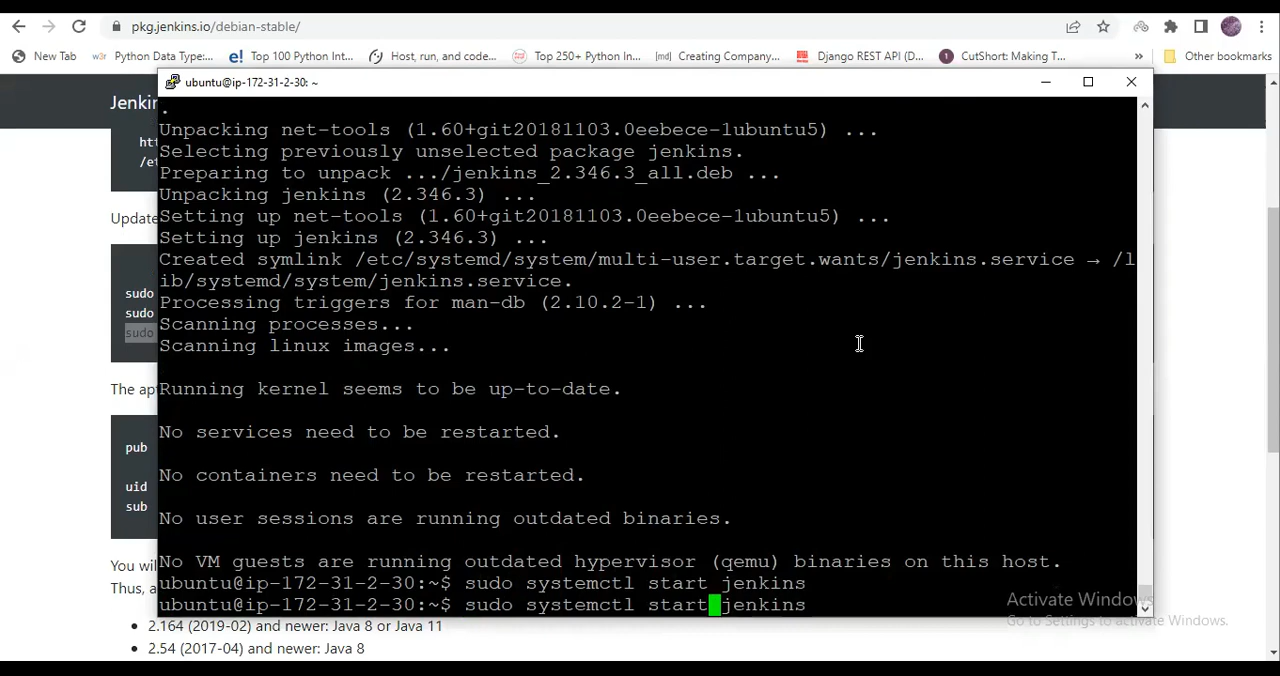 pkg.jenkins.io/debian-stable/
New Tab
w3r Python Data Type:...
e! Top 100 Python Int...
Host, run, and code...
Top 250+ Python In...
[md] Creating Company...
Django REST API (D...
CutShort: Making T...
»
Other bookmarks
ubuntu@ip-172-31-2-30: ~
.
Unpacking net-tools (1.60+git20181103.0eebece-1ubuntu5) ...
Selecting previously unselected package jenkins.
Preparing to unpack .../jenkins_2.346.3_all.deb ...
Unpacking jenkins (2.346.3) ...
Setting up net-tools (1.60+git20181103.0eebece-1ubuntu5) ...
Setting up jenkins (2.346.3) ...
Created symlink /etc/systemd/system/multi-user.target.wants/jenkins.service → /l
ib/systemd/system/jenkins.service.
Processing triggers for man-db (2.10.2-1) ...
Scanning processes...
Scanning linux images...
Running kernel seems to be up-to-date.
No services need to be restarted.
No containers need to be restarted.
No user sessions are running outdated binaries.
No VM guests are running outdated hypervisor (qemu) binaries on this host.
ubuntu@ip-172-31-2-30:~$ sudo systemctl start jenkins
ubuntu@ip-172-31-2-30:~$ sudo systemctl start jenkins
Jenkin
htt
/et
Update
sudo
sudo
sudo
The ap
pub
uid
sub
You wil
Thus, a
2.164 (2019-02) and newer: Java 8 or Java 11
2.54 (2017-04) and newer: Java 8
Activate Windows
Go to Settings to activate Windows.